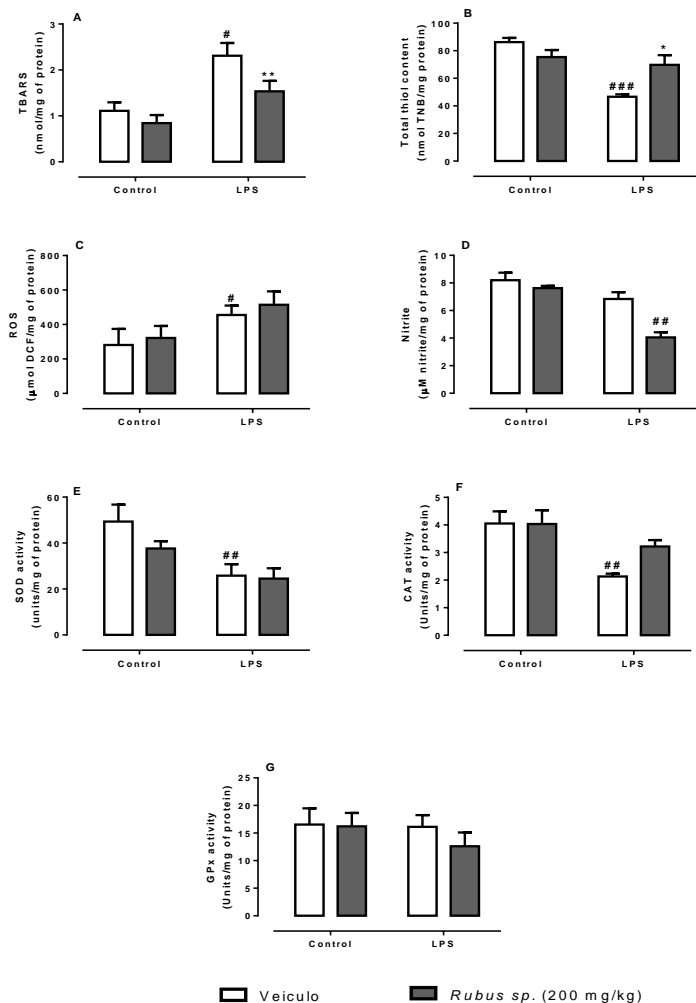 A
TBARS
(nmol/mg of protein)
3
2
1
0
#
**
Control LPS
B
Total thiol content
(nmol TNB/mg protein)
100
80
60
40
20
0
###
*
Control LPS
C
ROS
(µmol DCF/mg of protein)
800
600
400
200
0
#
Control LPS
D
Nitrite
(µM nitrite/mg of protein)
10
8
6
4
2
0
##
Control LPS
E
SOD activity
(units/mg of protein)
60
40
20
0
##
Control LPS
F
CAT activity
(Units/mg of protein)
5
4
3
2
1
0
##
Control LPS
G
GPx activity
(Units/mg of protein)
25
20
15
10
5
0
Control LPS
Veiculo Rubus sp. (200 mg/kg)